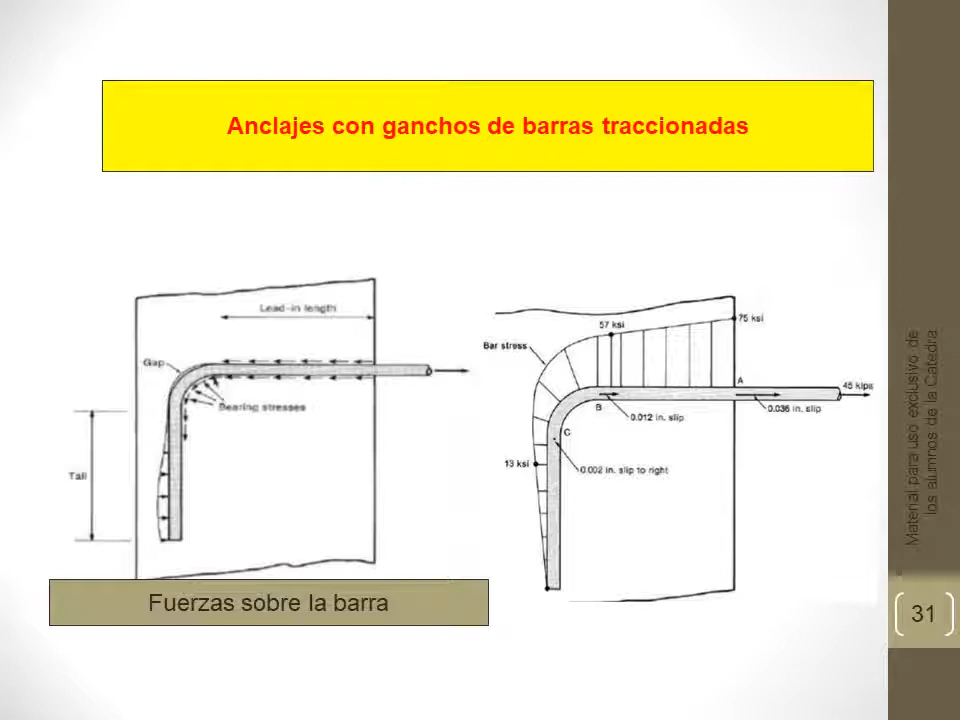 Anclajes con ganchos de barras traccionadas
Lead-in length
Gap
Bearing stresses
Tail
Fuerzas sobre la barra
57 ksi
75 ksi
Bar stress
A
45 kips
B
0.036 in. slip
0.012 in. slip
C
13 ksi
0.002 in. slip to right
Material para uso exclusivo de
los alumnos de la Catedra
31